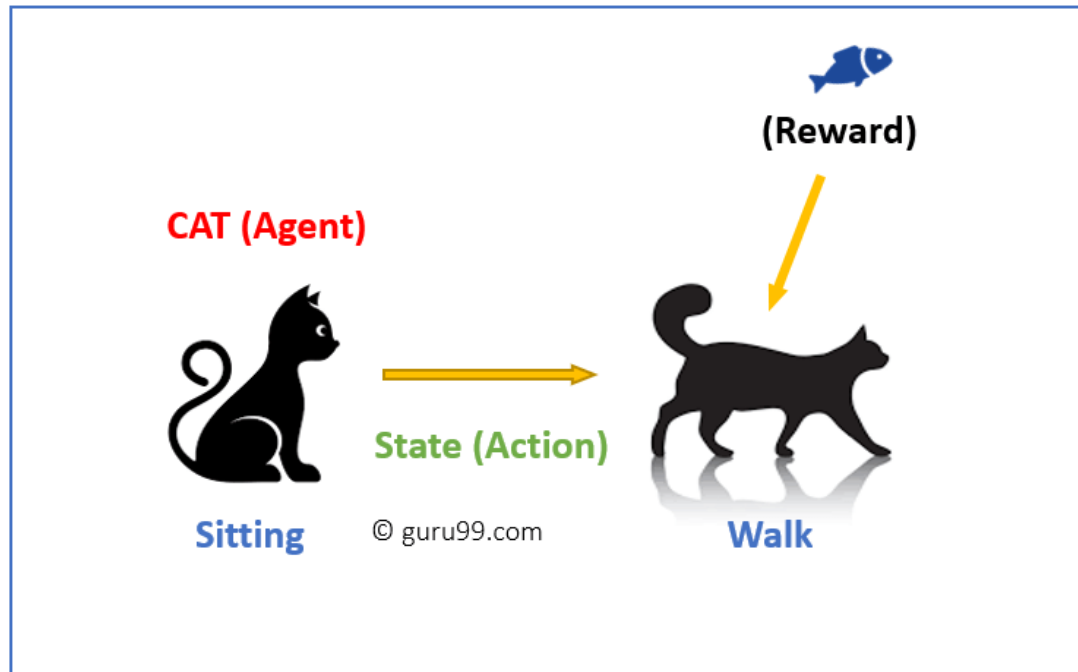 (Reward)
CAT (Agent)
State (Action)
Sitting
© guru99.com
Walk